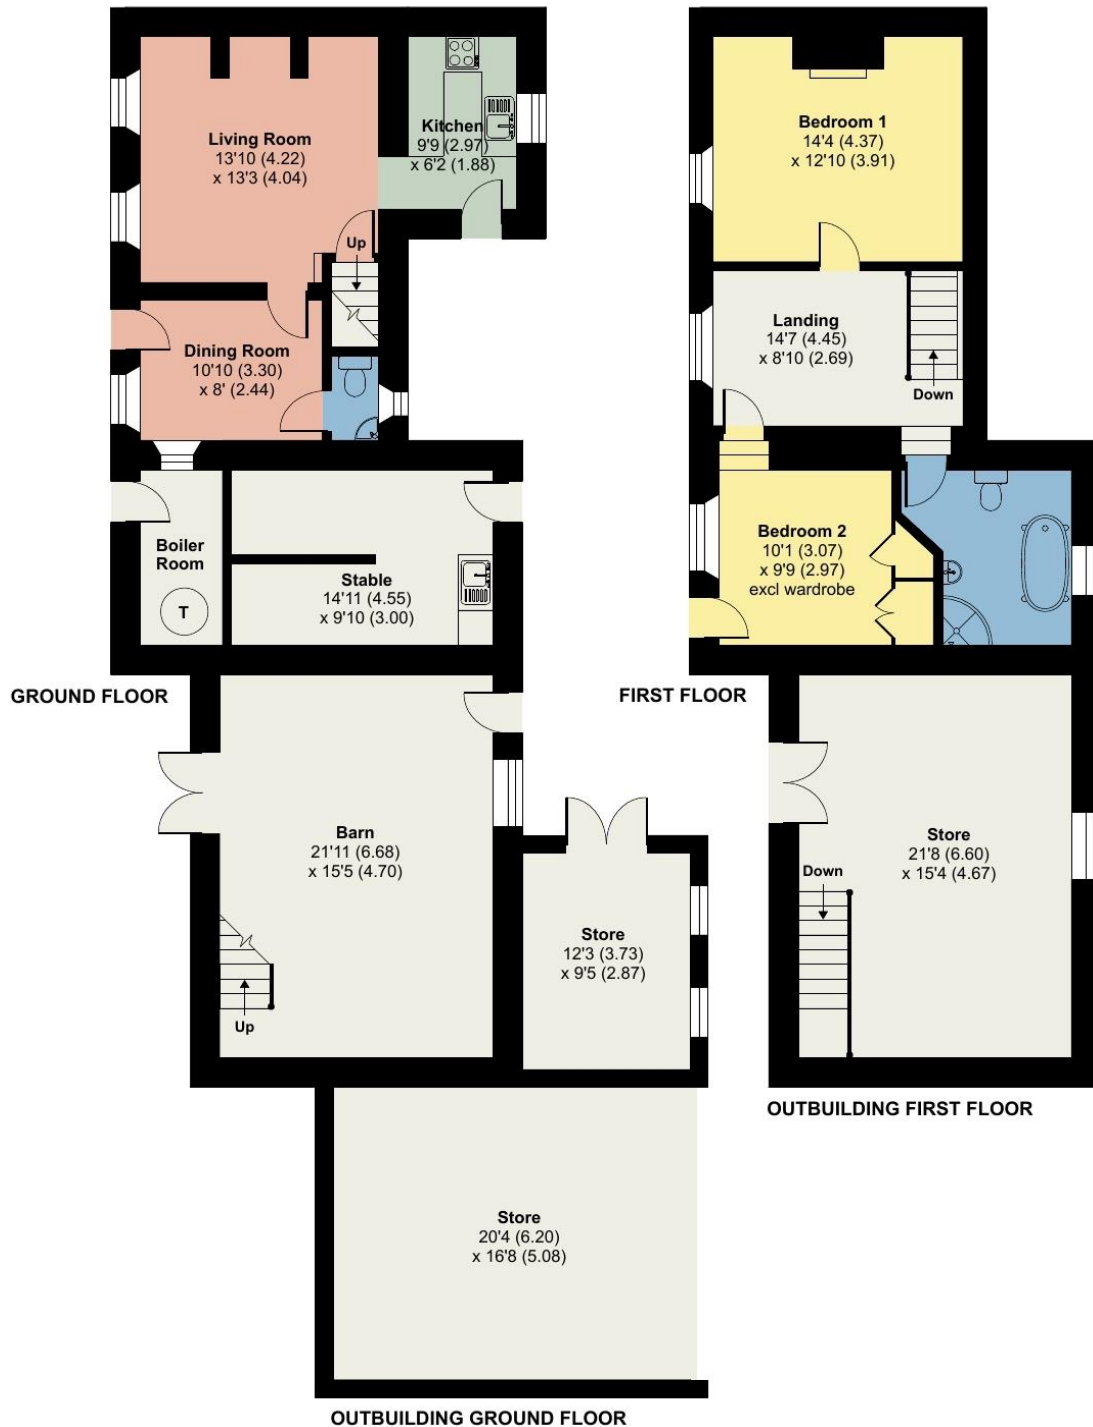 Living Room
13'10 (4.22)
x 13'3 (4.04)
Kitchen
9'9 (2.97)
x 6'2 (1.88)
Up
Dining Room
10'10 (3.30)
x 8' (2.44)
Boiler
Room
T
Stable
14'11 (4.55)
x 9'10 (3.00)
GROUND FLOOR
Bedroom 1
14'4 (4.37)
x 12'10 (3.91)
Landing
14'7 (4.45)
x 8'10 (2.69)
Down
Bedroom 2
10'1 (3.07)
x 9'9 (2.97)
excl wardrobe
FIRST FLOOR
Barn
21'11 (6.68)
x 15'5 (4.70)
Up
Store
12'3 (3.73)
x 9'5 (2.87)
Store
21'8 (6.60)
x 15'4 (4.67)
Down
OUTBUILDING FIRST FLOOR
Store
20'4 (6.20)
x 16'8 (5.08)
OUTBUILDING GROUND FLOOR